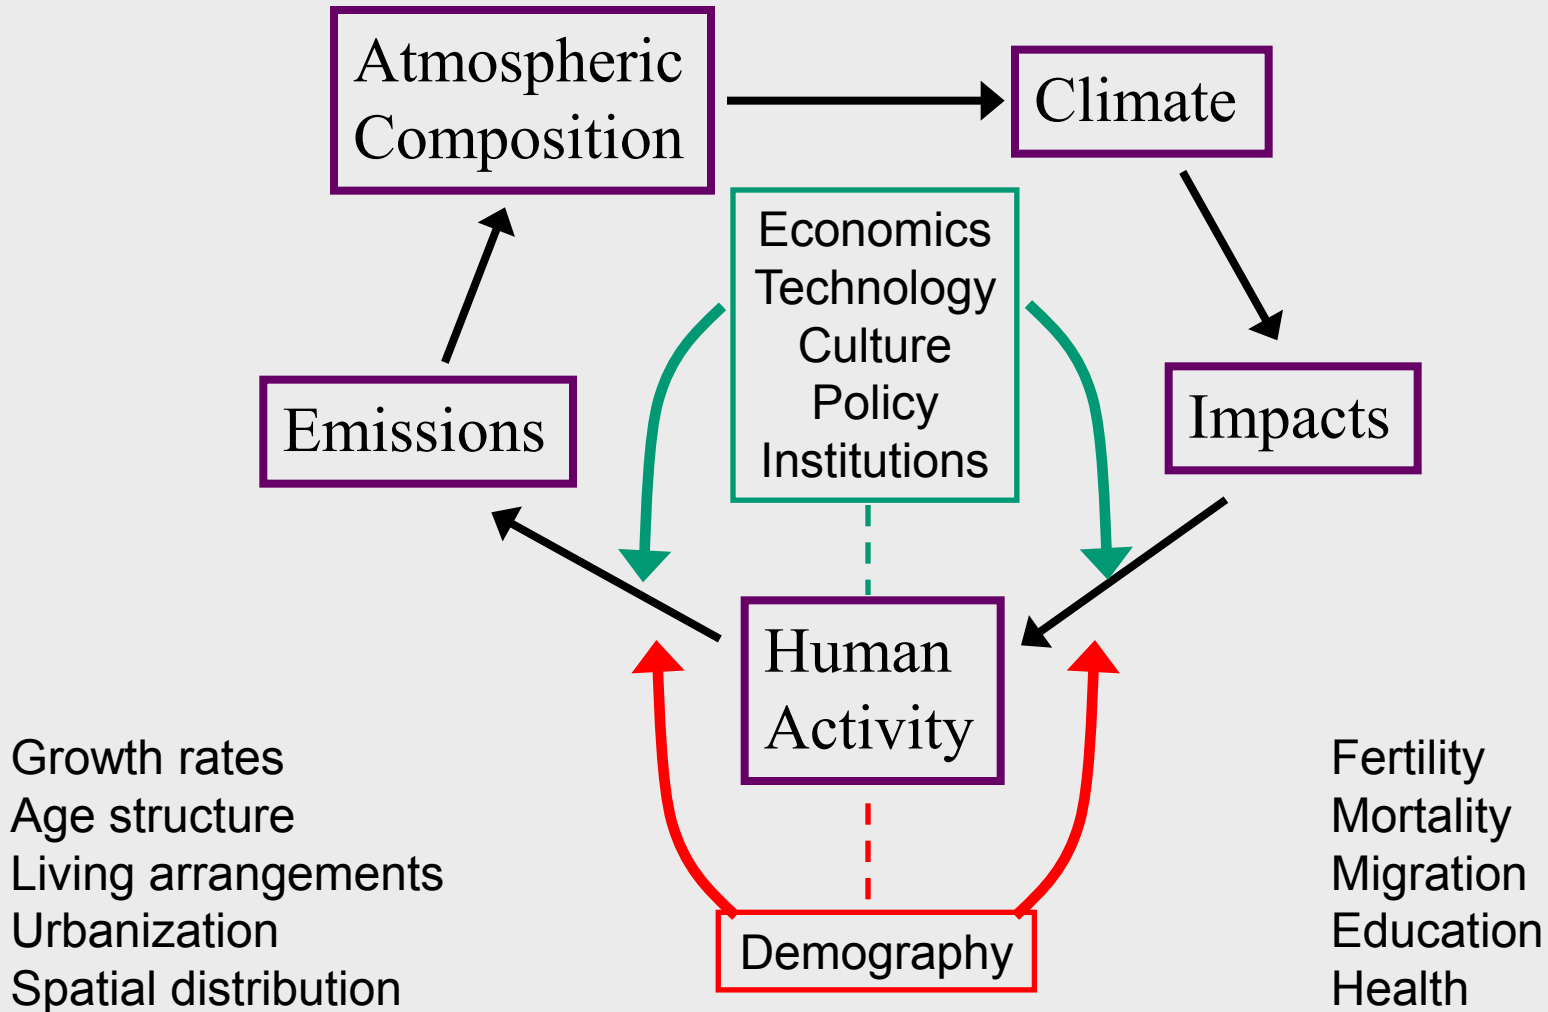 Atmospheric
Composition
Climate
Economics
Technology
Culture
Policy
Institutions
Emissions
Impacts
Human
Activity
Growth rates
Age structure
Living arrangements
Urbanization
Spatial distribution
Demography
Fertility
Mortality
Migration
Education
Health